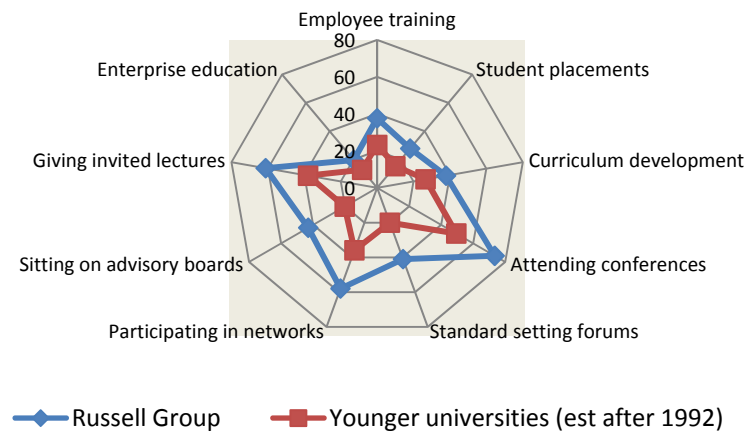 Employee training
80
Enterprise education
Student placements
60
40
Giving invited lectures
20
Curriculum development
0
Sitting on advisory boards
Attending conferences
Participating in networks
Standard setting forums
Russell Group
Younger universities (est after 1992)